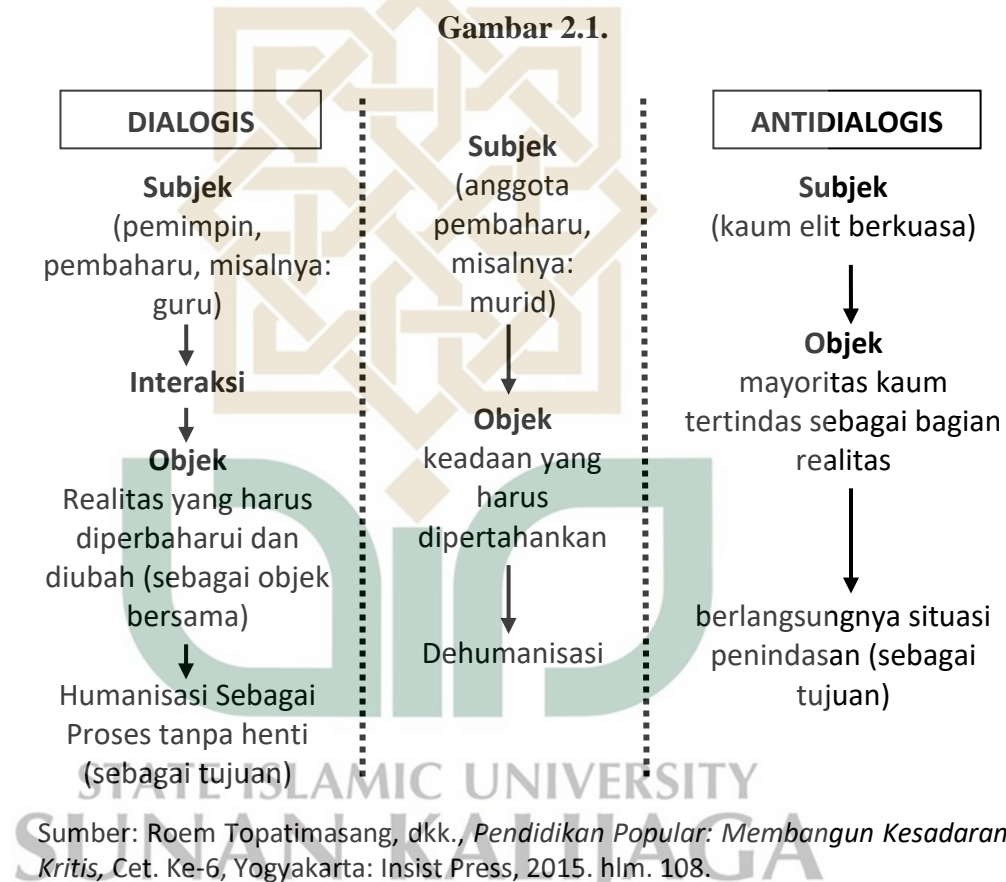 Gambar 2.1.
DIALOGIS
Subjek
(pemimpin,
pembaharu, misalnya:
guru)
Interaksi
Objek
Realitas yang harus
diperbaharui dan
diubah (sebagai objek
bersama)
Humanisasi Sebagai
Proses tanpa henti
(sebagai tujuan)
Subjek
(anggota
pembaharu,
misalnya:
murid)
Objek
keadaan yang
harus
dipertahankan
Dehumanisasi
ANTIDIALOGIS
Subjek
(kaum elit berkuasa)
Objek
mayoritas kaum
tertindas sebagai bagian
realitas
berlangsungnya situasi
penindasan (sebagai
tujuan)
STATE ISLAMIC UNIVERSITY
SUNAN KALIJAGA
Sumber: Roem Topatimasang, dkk., Pendidikan Popular: Membangun Kesadaran
Kritis, Cet. Ke-6, Yogyakarta: Insist Press, 2015. hlm. 108.